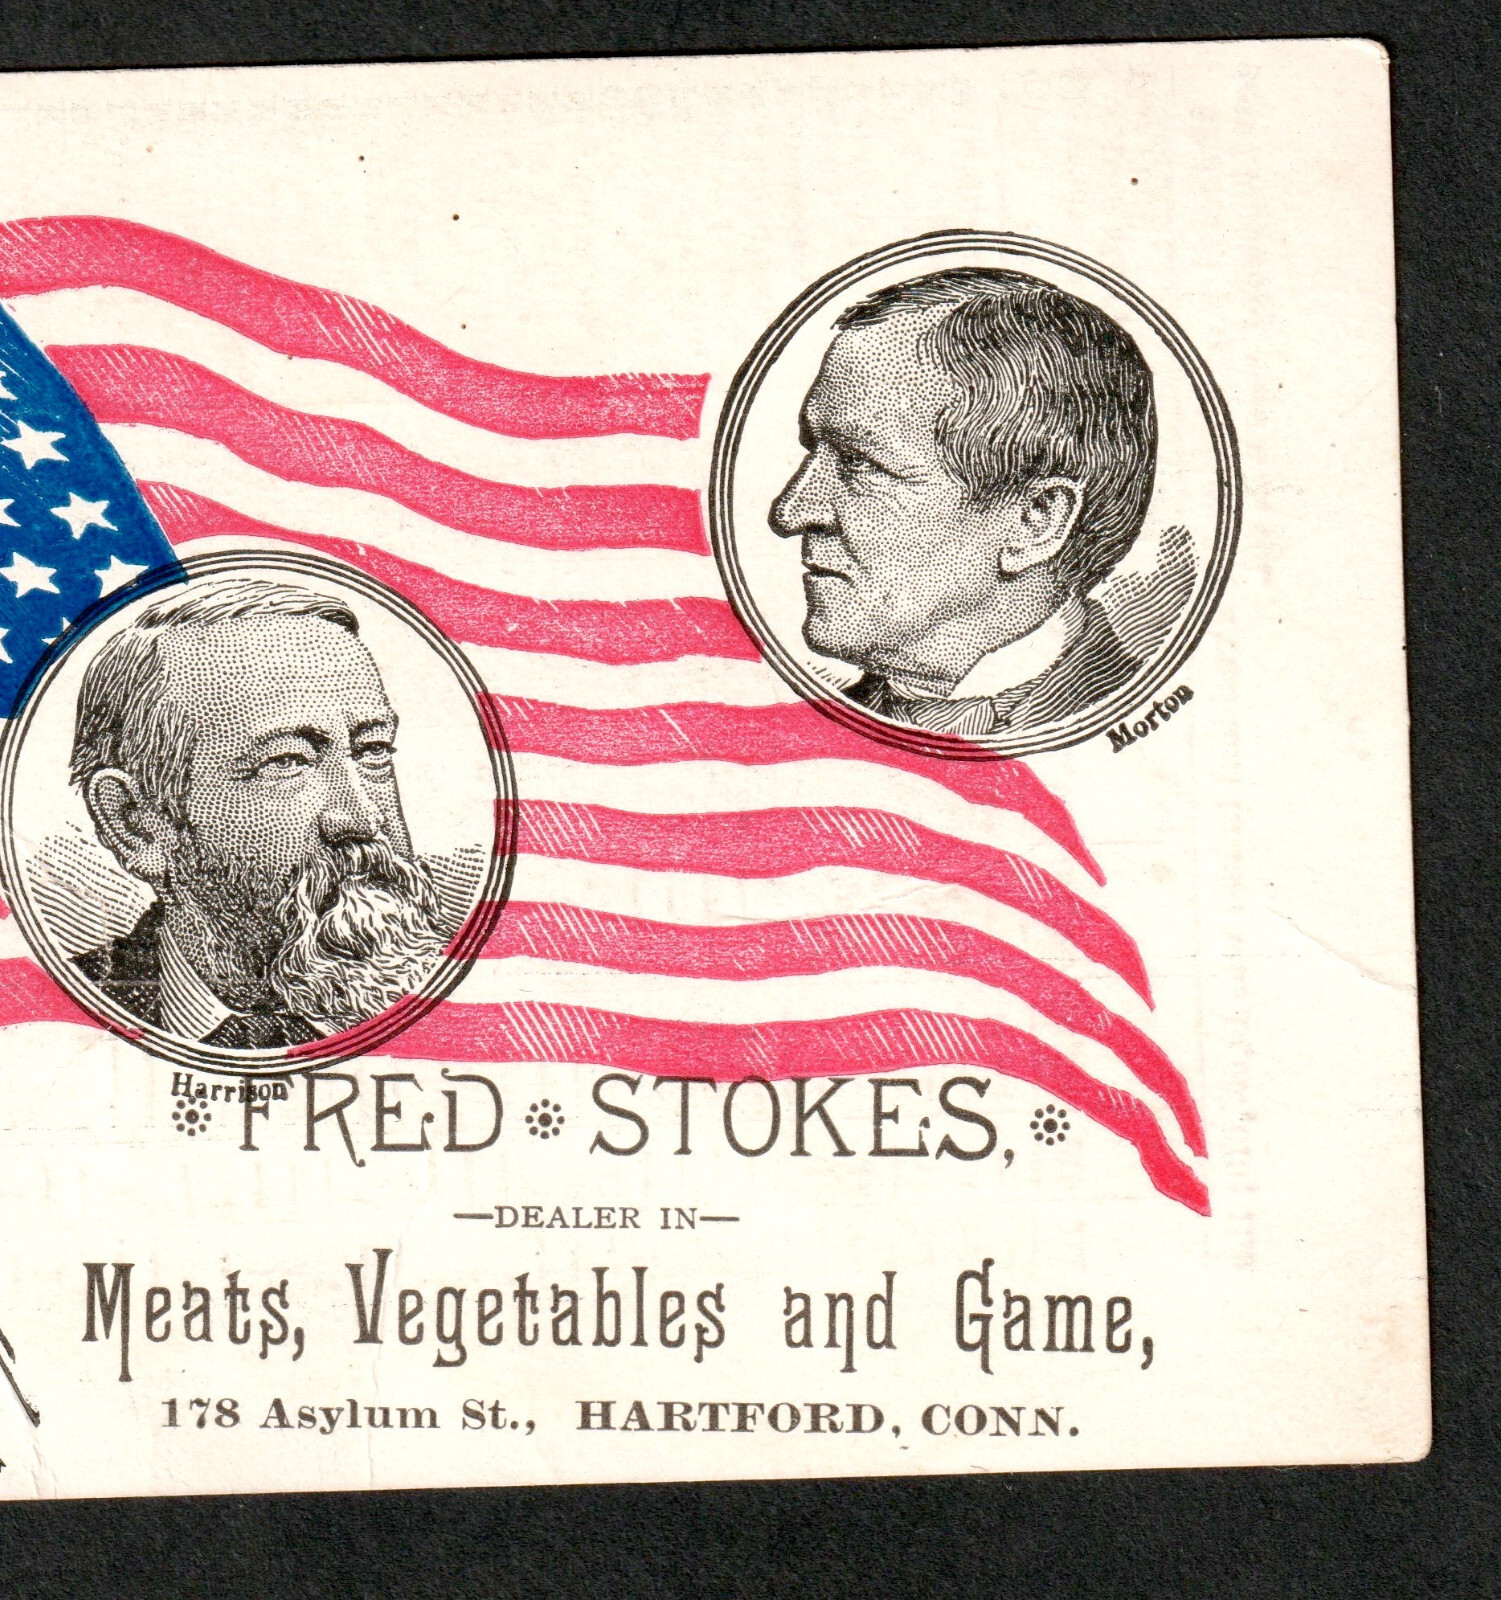 Morton
Harrison
FRED STOKES,
—DEALER IN—
Meats, Vegetables and Game,
178 Asylum St., HARTFORD, CONN.